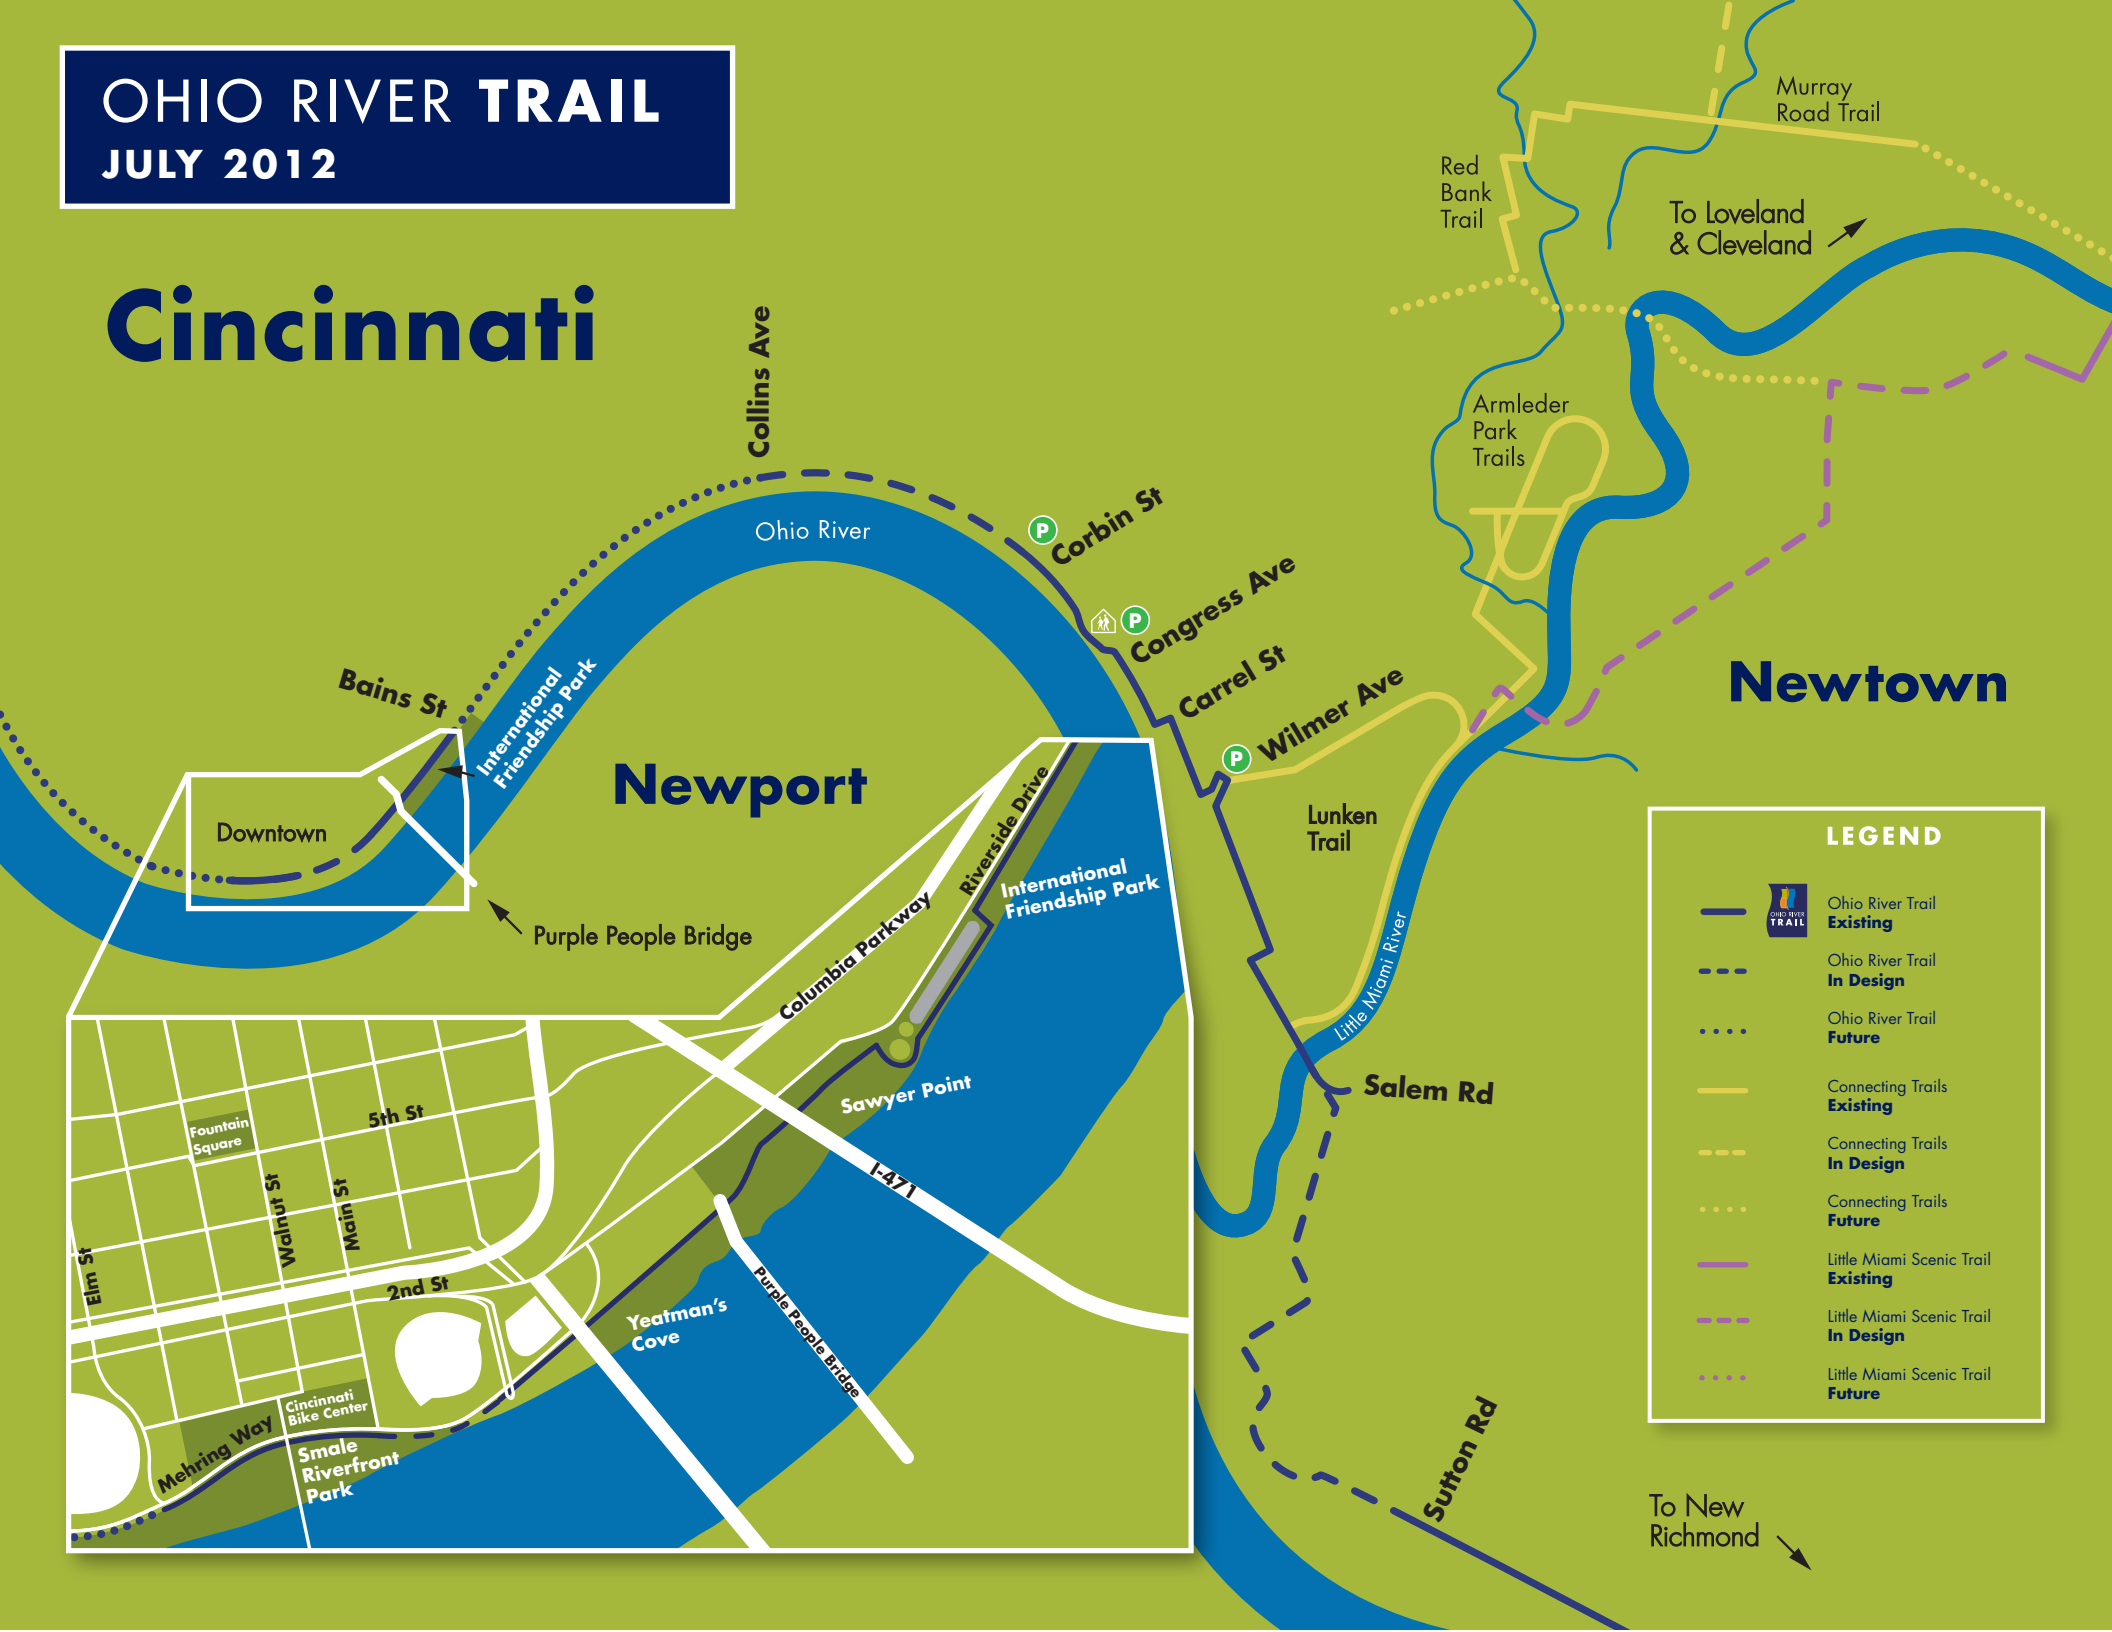 OHIO RIVER TRAIL
JULY 2012
Cincinnati
Collins Ave
Ohio River
Corbin St
Congress Ave
Carrel St
Wilmer Ave
P
P
P
Bains St
International
Friendship Park
Downtown
Newport
Purple People Bridge
Murray
Road Trail
Red
Bank
Trail
To Loveland
& Cleveland
Armleder
Park
Trails
Newtown
Lunken
Trail
Little Miami River
Salem Rd
Sutton Rd
To New
Richmond
Riverside Drive
Columbia Parkway
International
Friendship Park
Sawyer Point
I-471
Fountain
Square
5th St
Walnut St
Main St
Elm St
2nd St
Yeatman's
Cove
Purple People Bridge
Cincinnati
Bike Center
Mehring Way
Smale
Riverfront
Park
LEGEND
OHIO RIVER
TRAIL
Ohio River Trail
Existing
Ohio River Trail
In Design
Ohio River Trail
Future
Connecting Trails
Existing
Connecting Trails
In Design
Connecting Trails
Future
Little Miami Scenic Trail
Existing
Little Miami Scenic Trail
In Design
Little Miami Scenic Trail
Future